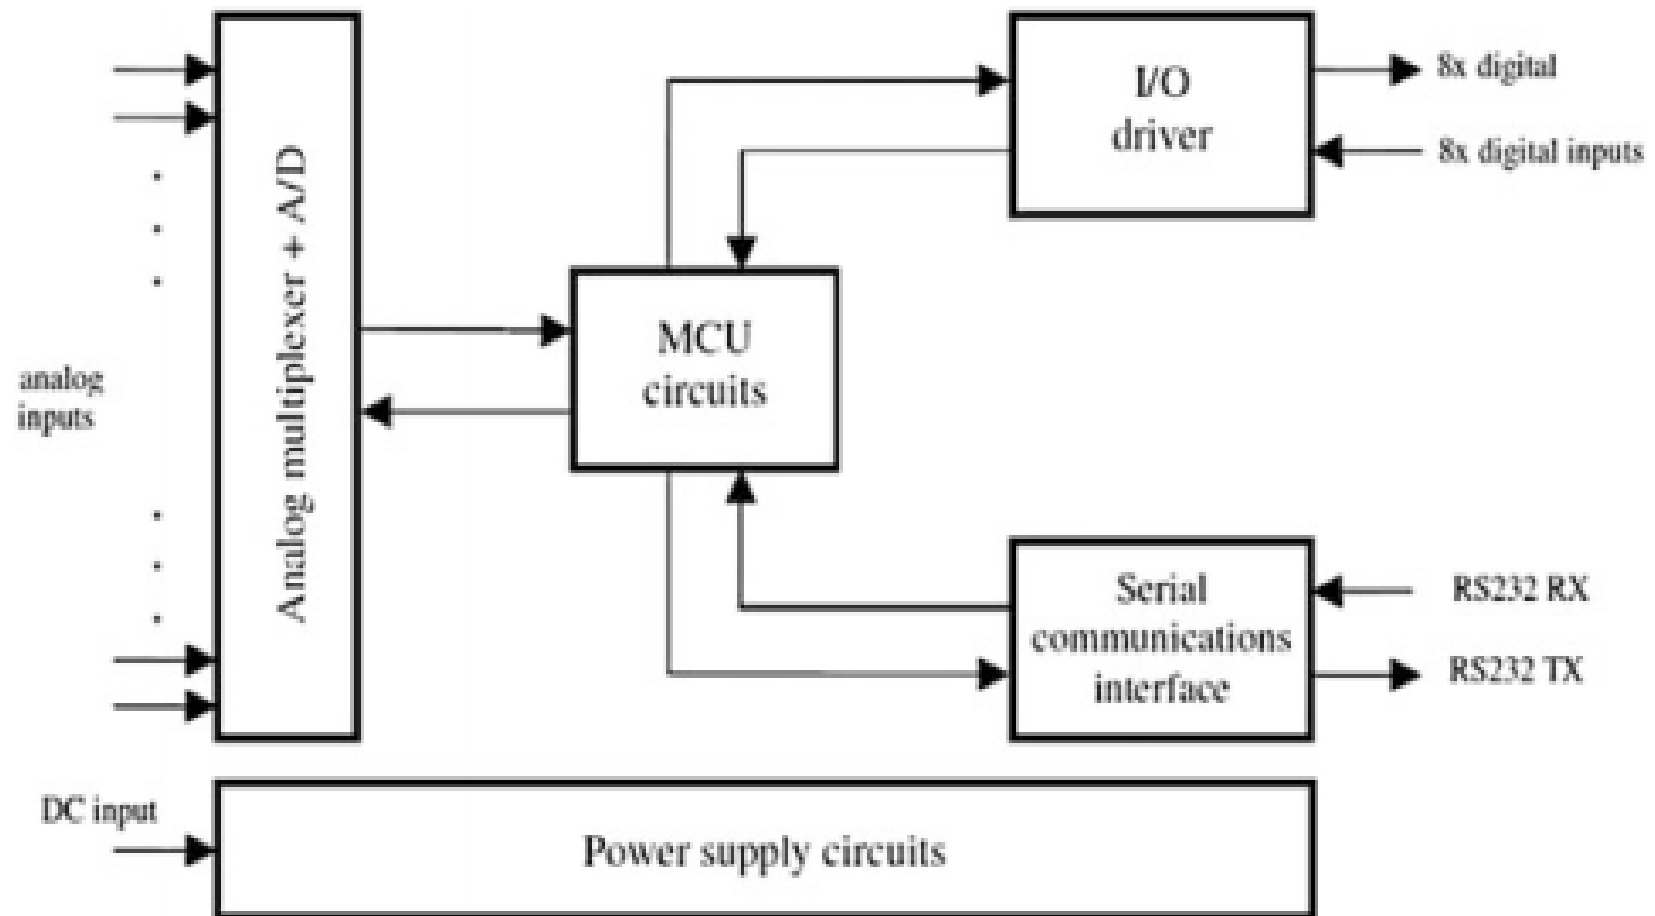 I/O
driver
8x digital
8x digital inputs
Analog multiplexer + A/D
MCU
circuits
analog
inputs
Serial
communications
interface
RS232 RX
RS232 TX
DC input
Power supply circuits